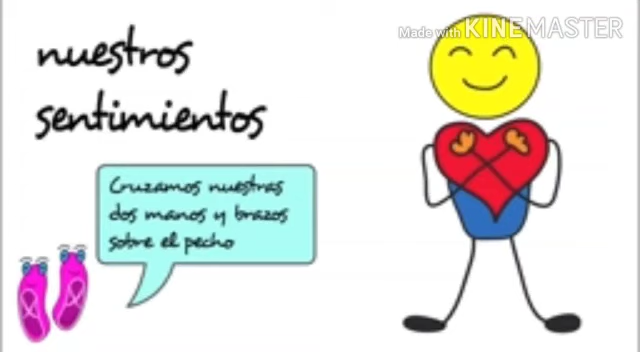 Made with KINEMASTER
nuestros
sentimientos
Cruzamos nuestras
dos manos y brazos
sobre el pecho